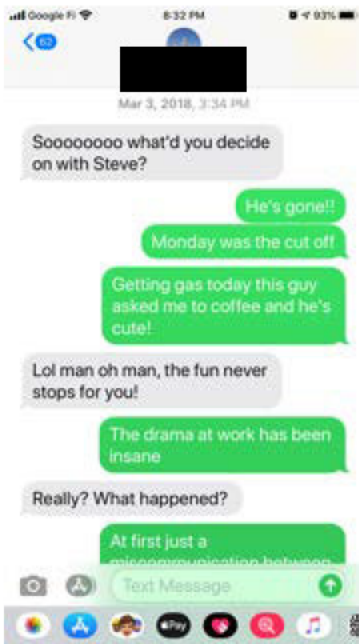 Google Fi
8:32 PM
93%
62
Mar 3, 2018, 3:34 PM
Soooooooo what'd you decide
on with Steve?
He's gone!!
Monday was the cut off
Getting gas today this guy
asked me to coffee and he's
cute!
Lol man oh man, the fun never
stops for you!
The drama at work has been
insane
Really? What happened?
At first just a
miscommunication between
Text Message
Pay